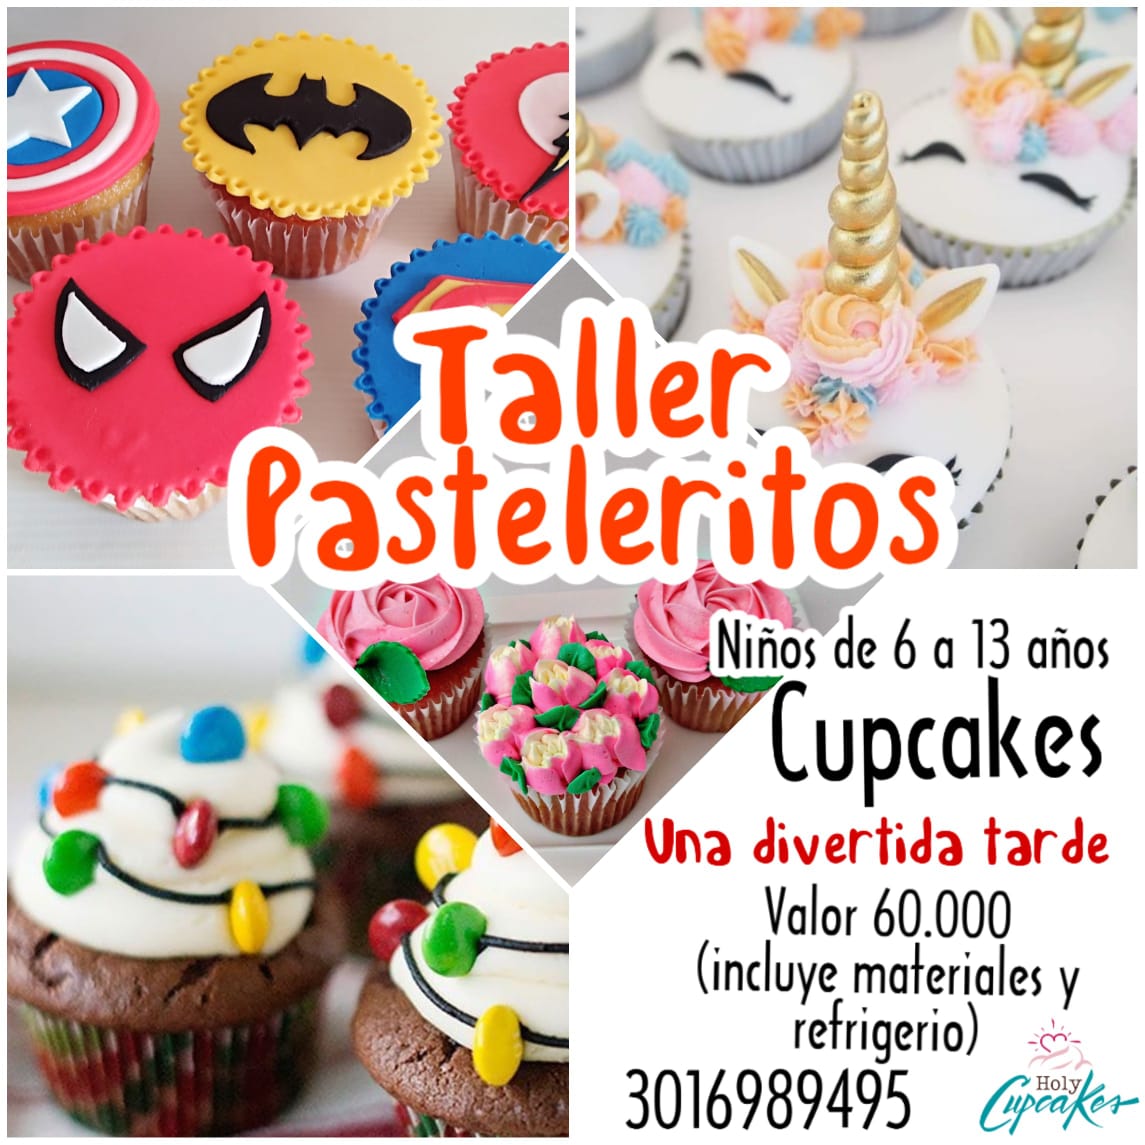 Taller
Pasteleritos
Niños de 6 a 13 años
Cupcakes
Una divertida tarde
Valor 60.000
(incluye materiales y
refrigerio)
3016989495
Holy
Cupcakes